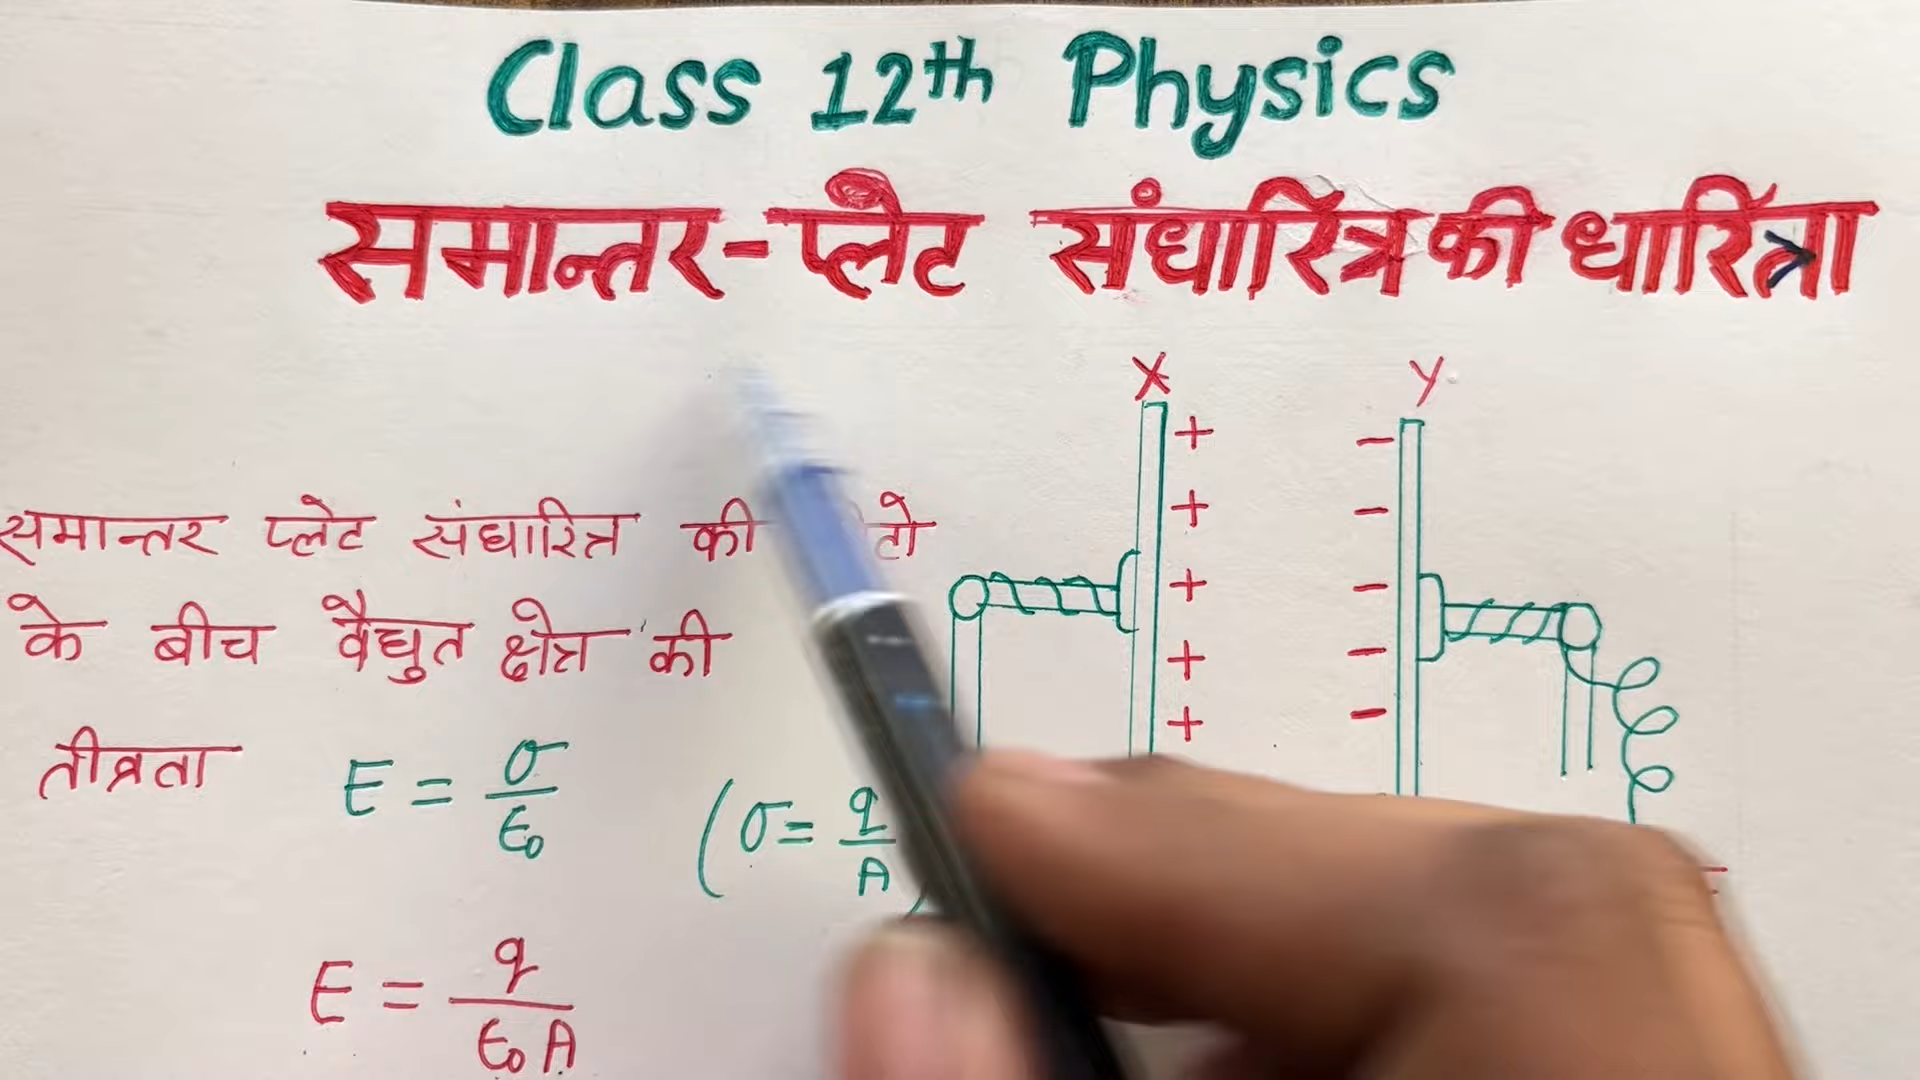 Class 12th Physics
समान्तर-प्लेट संधारित्र की धारिता
X
Y
समान्तर प्लेट संधारित्र की
के बीच वैद्युत क्षेत्र की
तीव्रता E = σ/ϵ₀ (σ = q/A
E = q/ϵ₀A